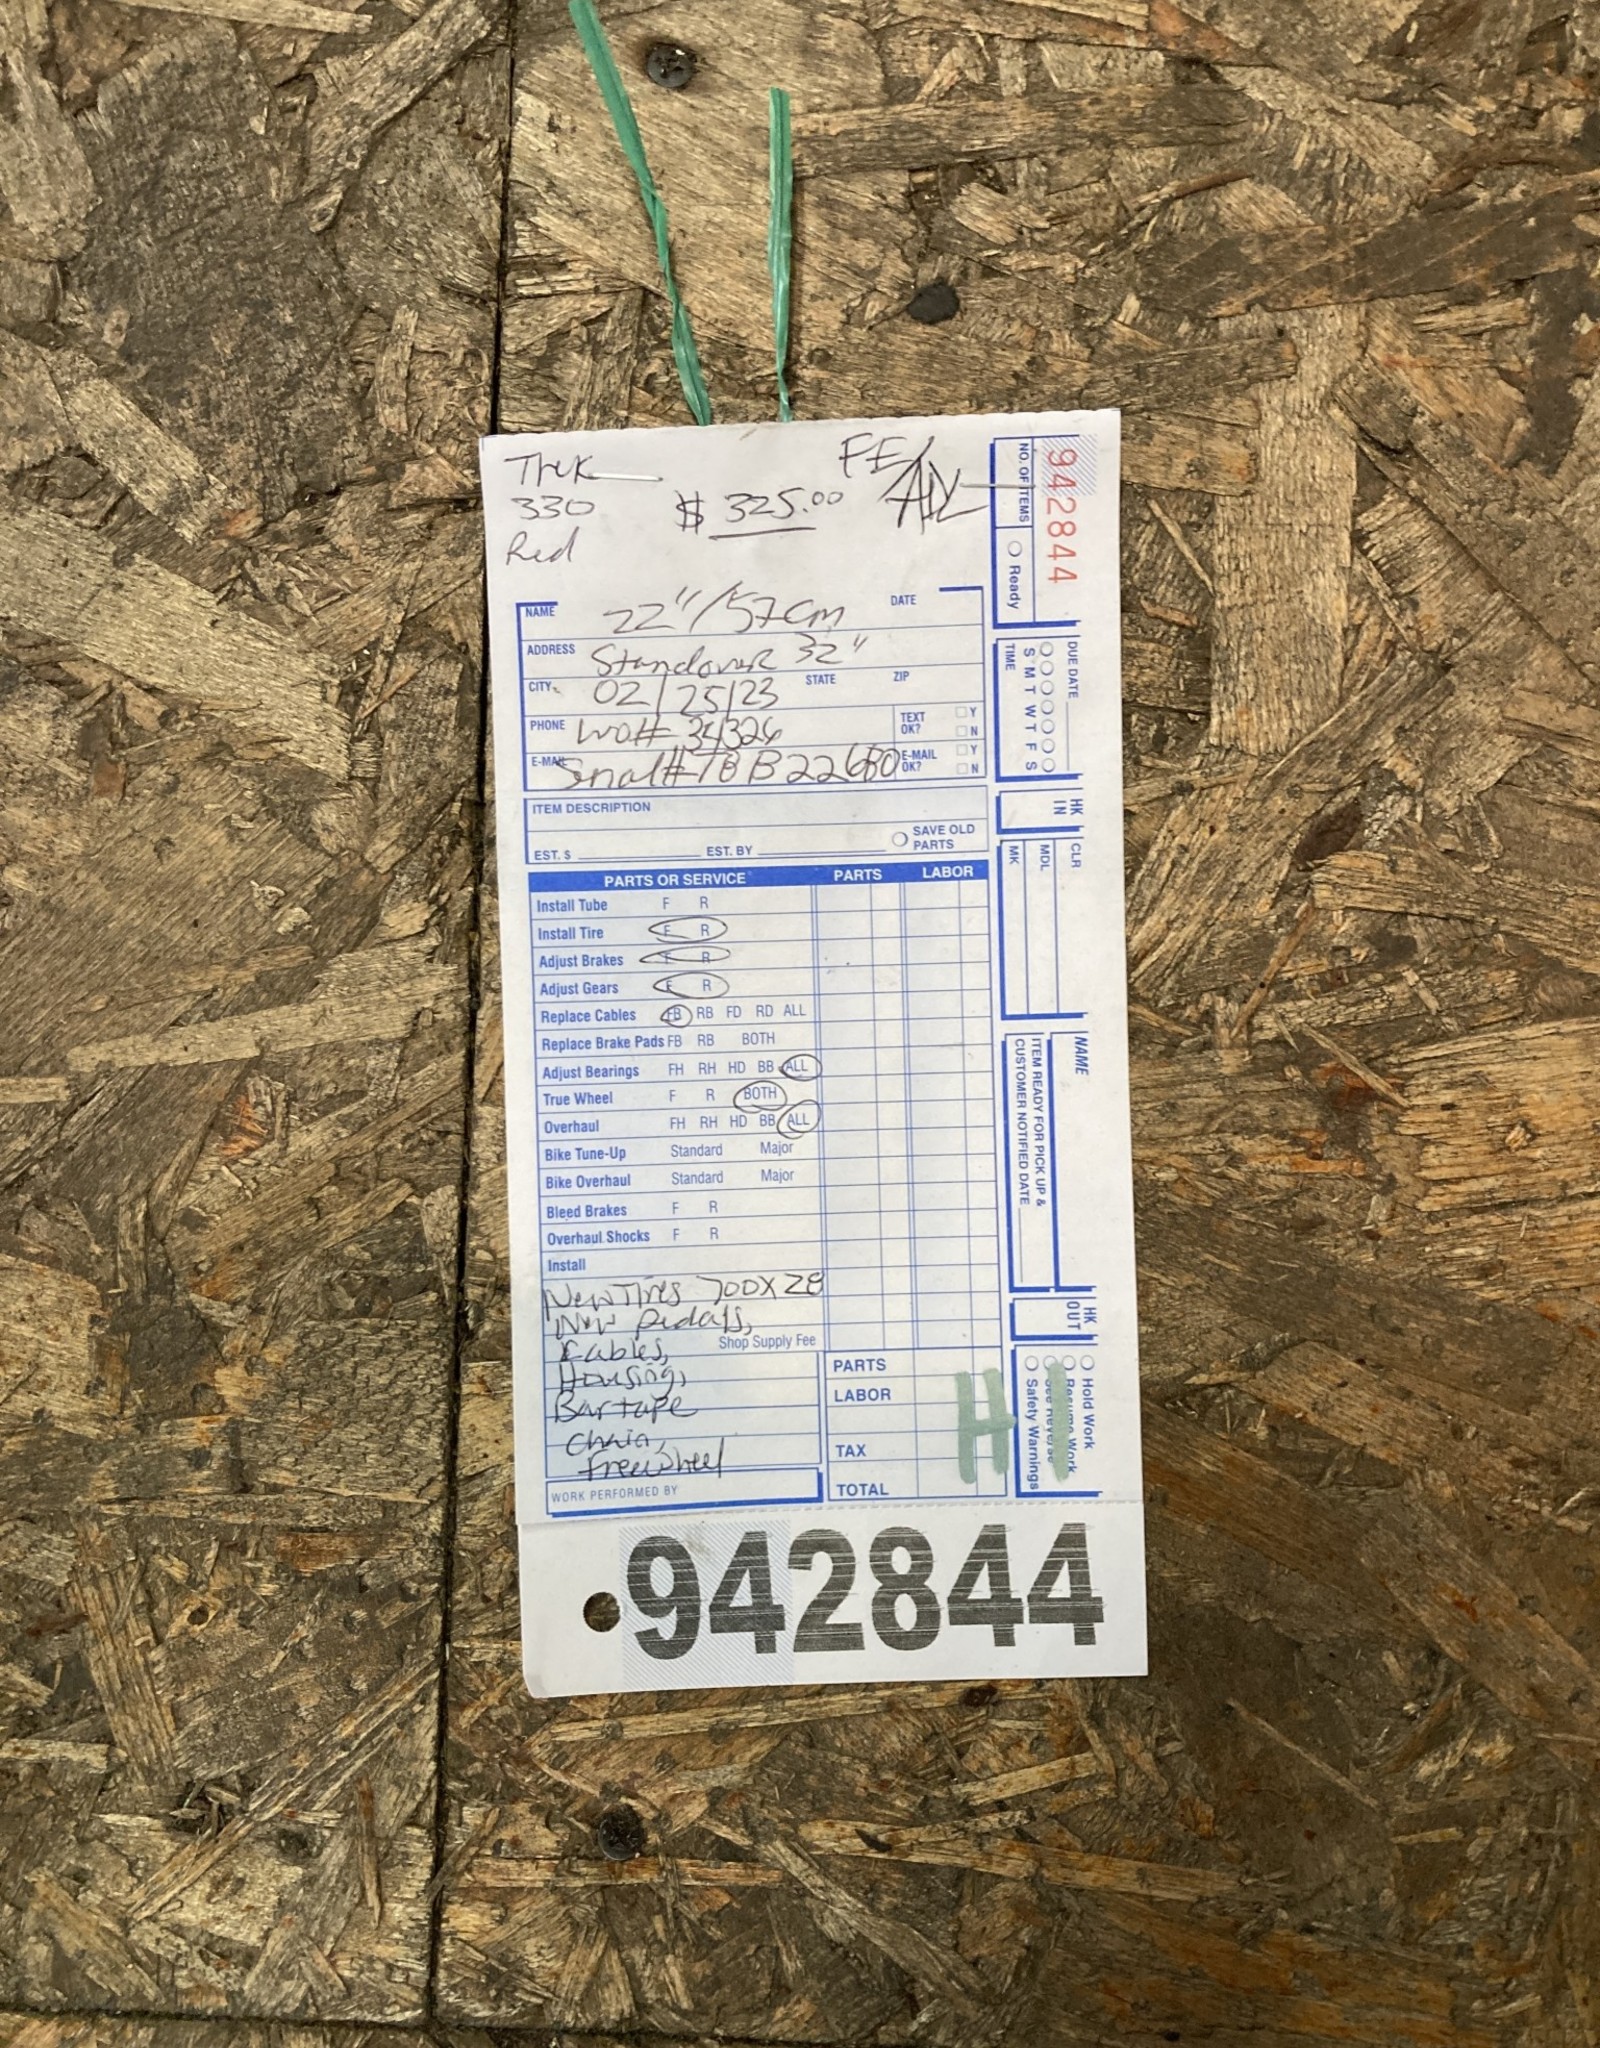 Trek
330
Red
$ 325.00
FE/
942844
NO. OF ITEMS
Ready
NAME 22"/57cm DATE
ADDRESS Standover 32"
CITY 02/25/23 STATE ZIP
PHONE WO# 34326 TEXT OK? Y N
E-MAIL Serial# TBB22680 E-MAIL OK? Y N
DUE DATE
S M T W T F S
TIME
ITEM DESCRIPTION
EST. $ EST. BY SAVE OLD PARTS
HK IN
CLR
MDL
MK
PARTS OR SERVICE PARTS LABOR
Install Tube F R
Install Tire F R
Adjust Brakes F R
Adjust Gears F R
Replace Cables FB RB FD RD ALL
Replace Brake Pads FB RB BOTH
Adjust Bearings FH RH HD BB ALL
True Wheel F R BOTH
Overhaul FH RH HD BB ALL
Bike Tune-Up Standard Major
Bike Overhaul Standard Major
Bleed Brakes F R
Overhaul Shocks F R
Install
NAME
ITEM READY FOR PICK UP &
CUSTOMER NOTIFIED DATE
New Tires 700x28
New pedals,
Cables, Shop Supply Fee
Housing,
Bartape
Chain,
Freewheel
WORK PERFORMED BY
PARTS
LABOR
TAX
TOTAL
H
HK OUT
Hold Work
Resume Work
See Reverse
Safety Warnings
942844